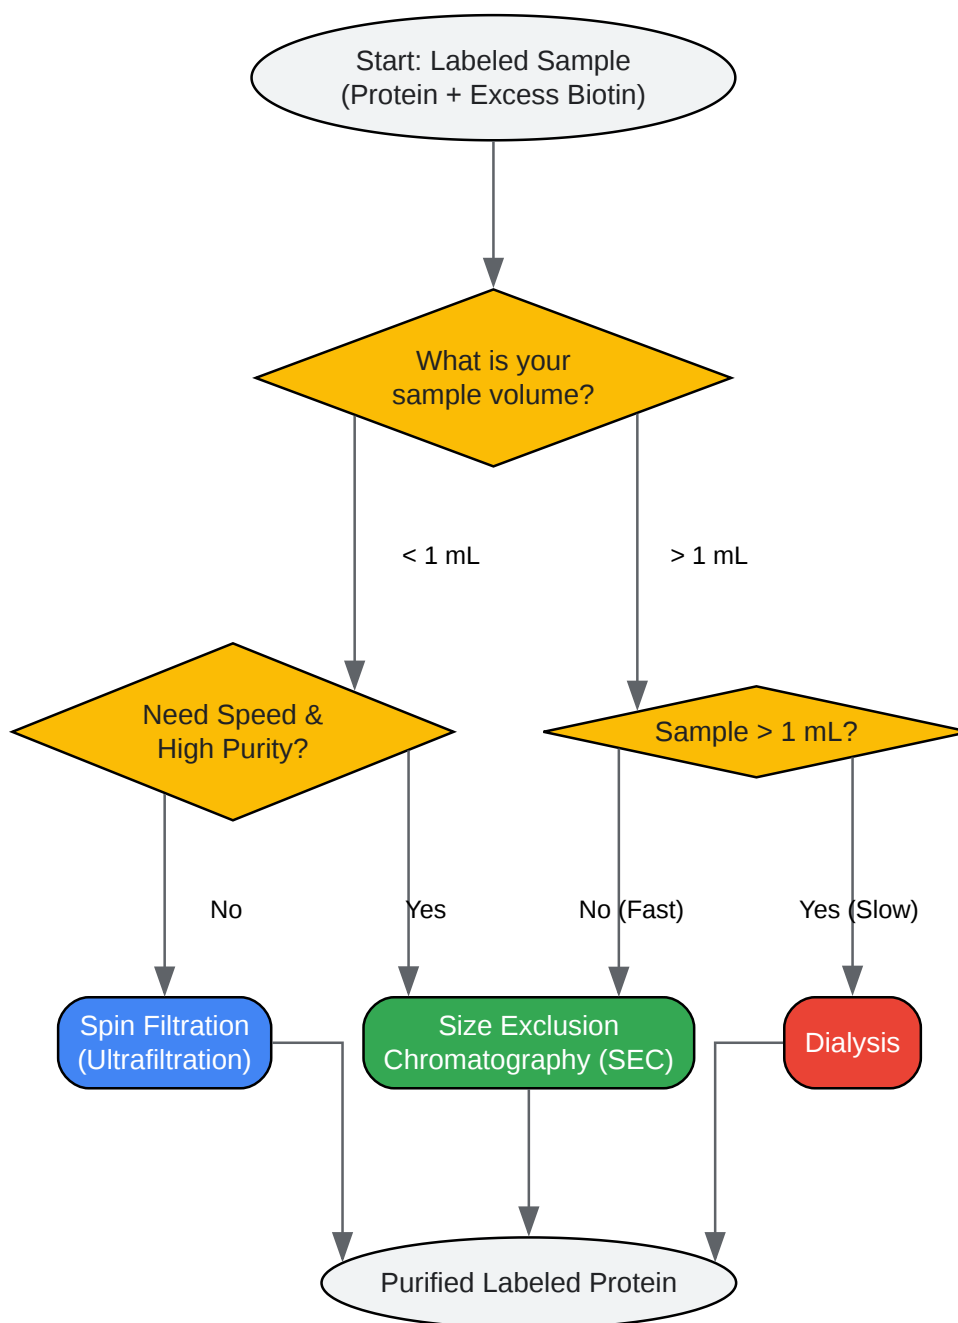 Start: Labeled Sample
(Protein + Excess Biotin)
What is your
sample volume?
< 1 mL
> 1 mL
Need Speed &
High Purity?
Sample > 1 mL?
No
Yes
No (Fast)
Yes (Slow)
Spin Filtration
(Ultrafiltration)
Size Exclusion
Chromatography (SEC)
Dialysis
Purified Labeled Protein